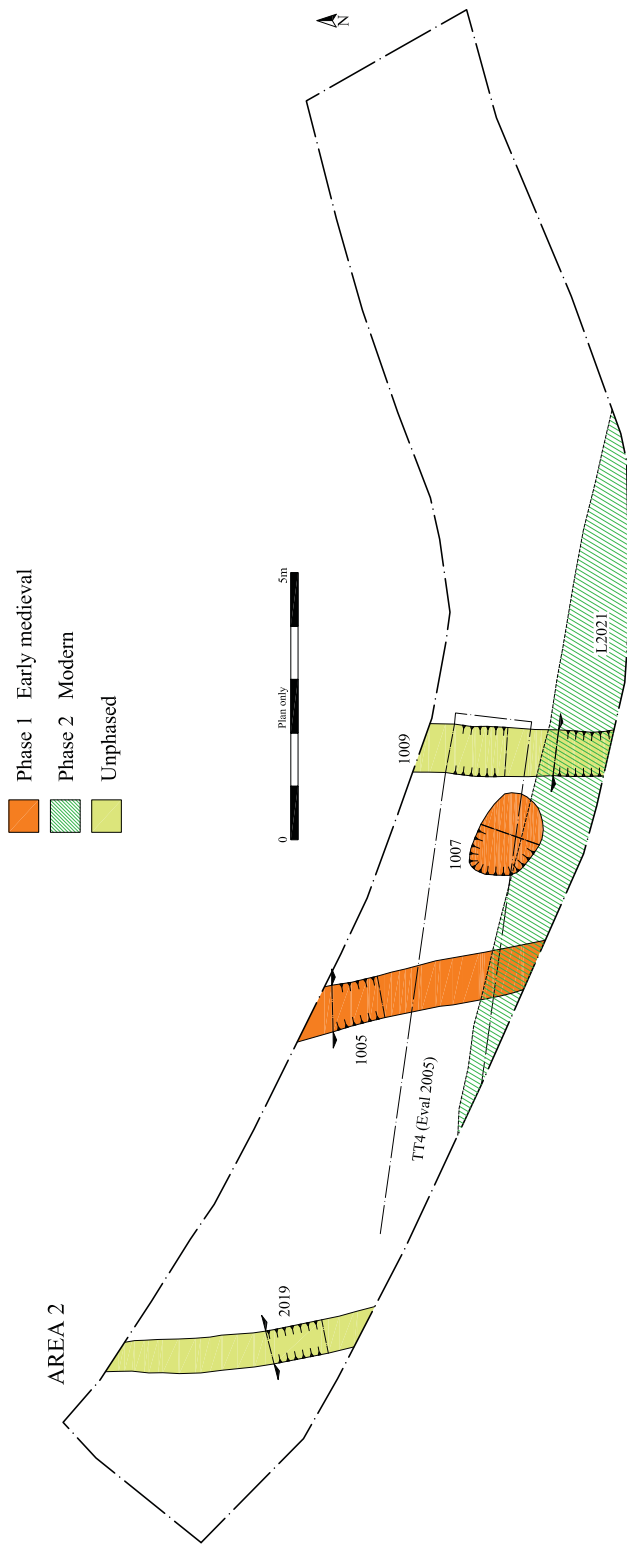 Phase 1 Early medieval
Phase 2 Modern
Unphased
N
0
Plan only
5m
AREA 2
2019
1005
TT4 (Eval 2005)
1007
1009
L2021